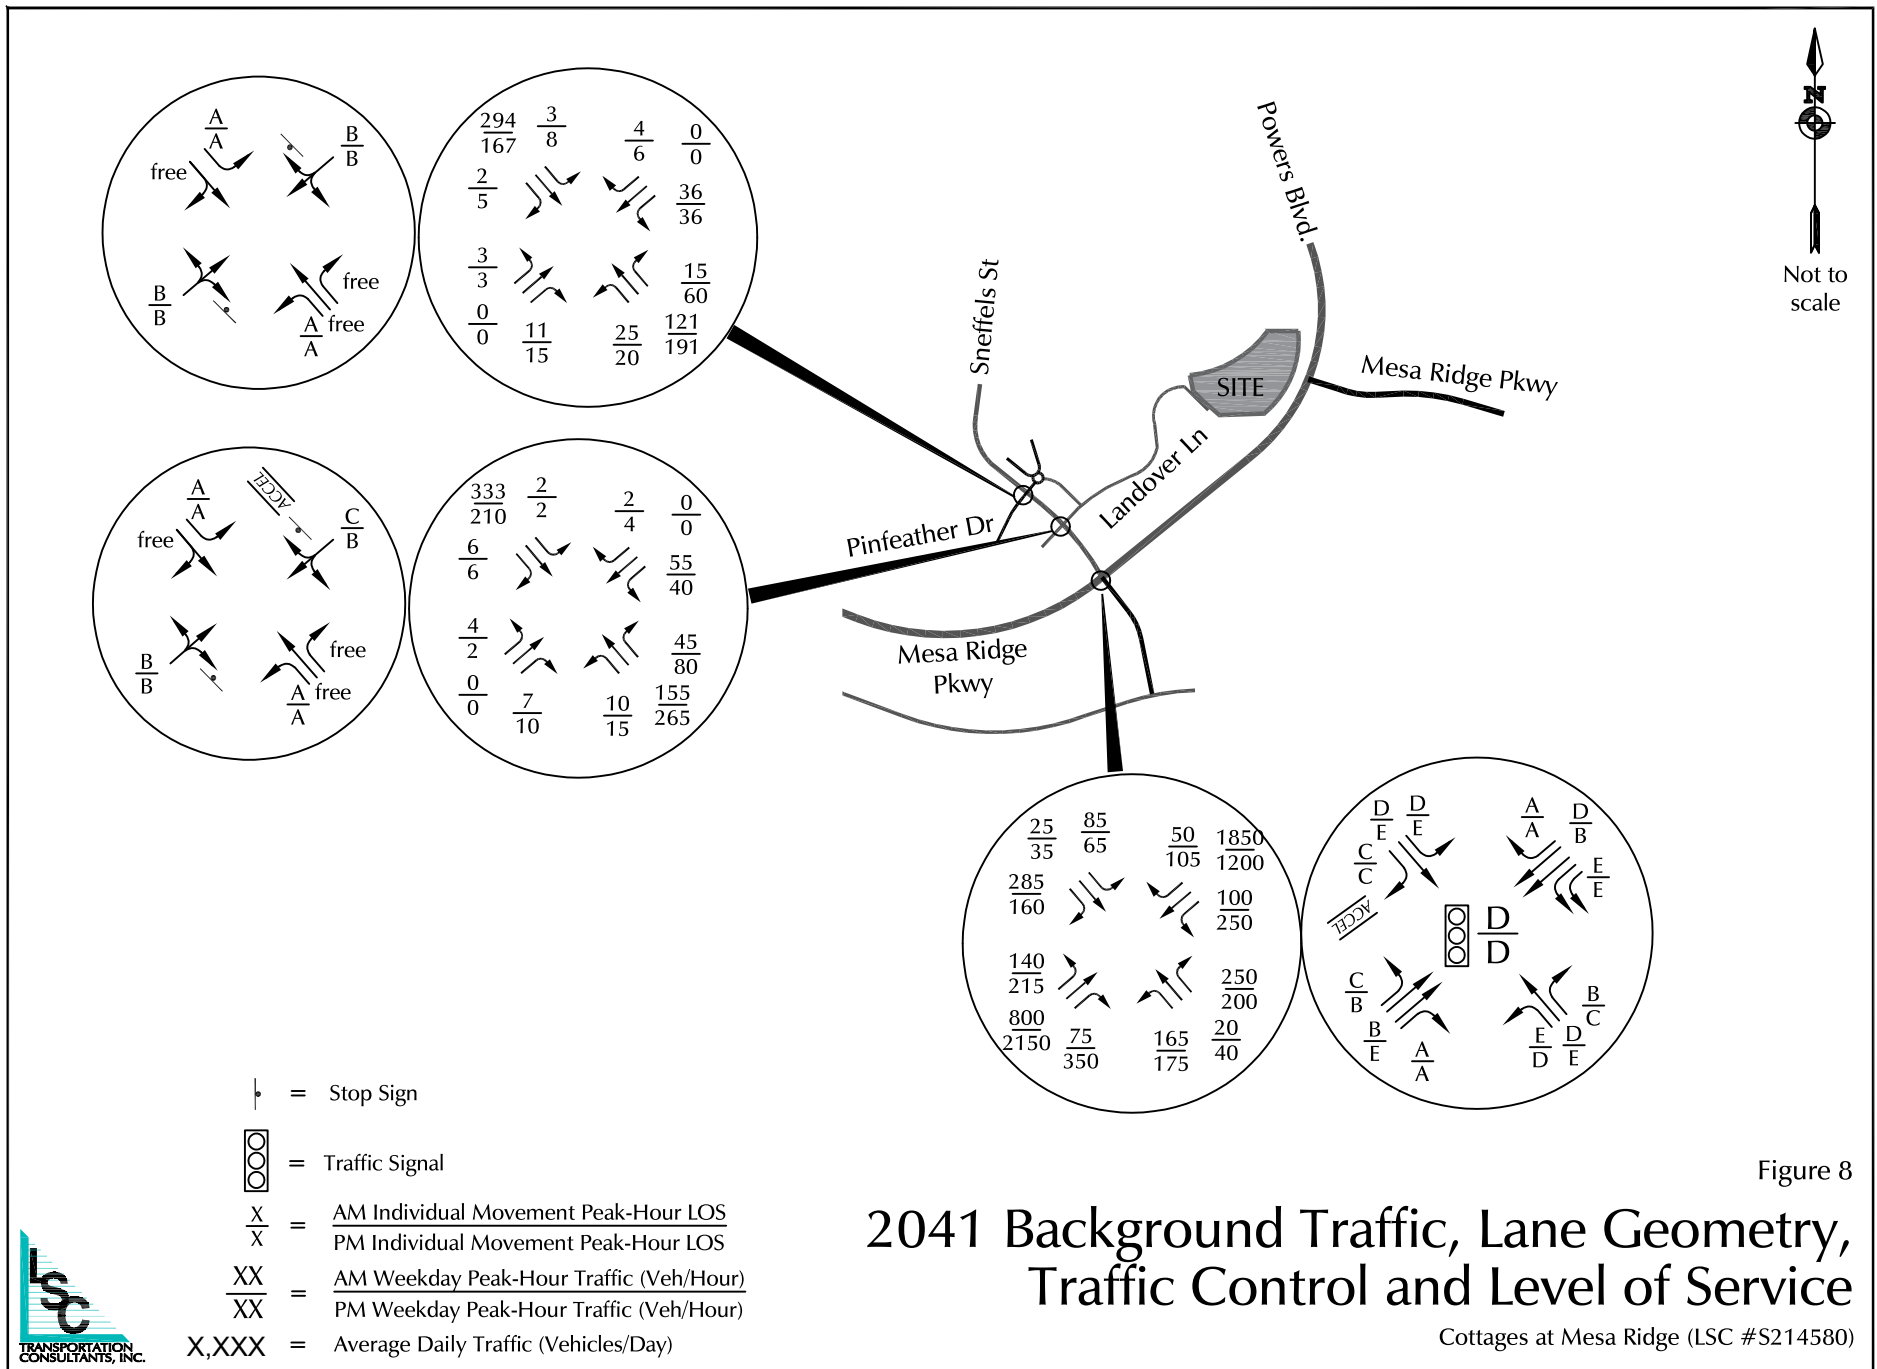 A
A
free
B
B
B
B
free
A
A
free
294
167
3
8
4
6
0
0
2
5
36
36
3
3
0
0
11
15
25
20
15
60
121
191
Powers Blvd.
N
Not to
scale
Sneffels St
SITE
Mesa Ridge Pkwy
Landover Ln
Pinfeather Dr
Mesa Ridge
Pkwy
A
A
ACCEL
free
C
B
B
B
free
A
A
free
333
210
2
2
2
4
0
0
6
6
55
40
4
2
0
0
7
10
10
15
45
80
155
265
25
35
85
65
50
105
1850
1200
285
160
100
250
140
215
800
2150
75
350
165
175
250
200
20
40
D
E
D
E
A
A
D
B
C
C
E
E
ACCEL
D
D
C
B
B
E
A
A
E
D
D
E
B
C
= Stop Sign
= Traffic Signal
X
X
=
AM Individual Movement Peak-Hour LOS
PM Individual Movement Peak-Hour LOS
XX
XX
=
AM Weekday Peak-Hour Traffic (Veh/Hour)
PM Weekday Peak-Hour Traffic (Veh/Hour)
X,XXX = Average Daily Traffic (Vehicles/Day)
LSC
TRANSPORTATION
CONSULTANTS, INC.
Figure 8
2041 Background Traffic, Lane Geometry,
Traffic Control and Level of Service
Cottages at Mesa Ridge (LSC #S214580)